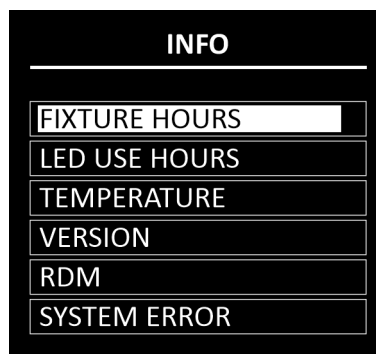 INFO
FIXTURE HOURS
LED USE HOURS
TEMPERATURE
VERSION
RDM
SYSTEM ERROR